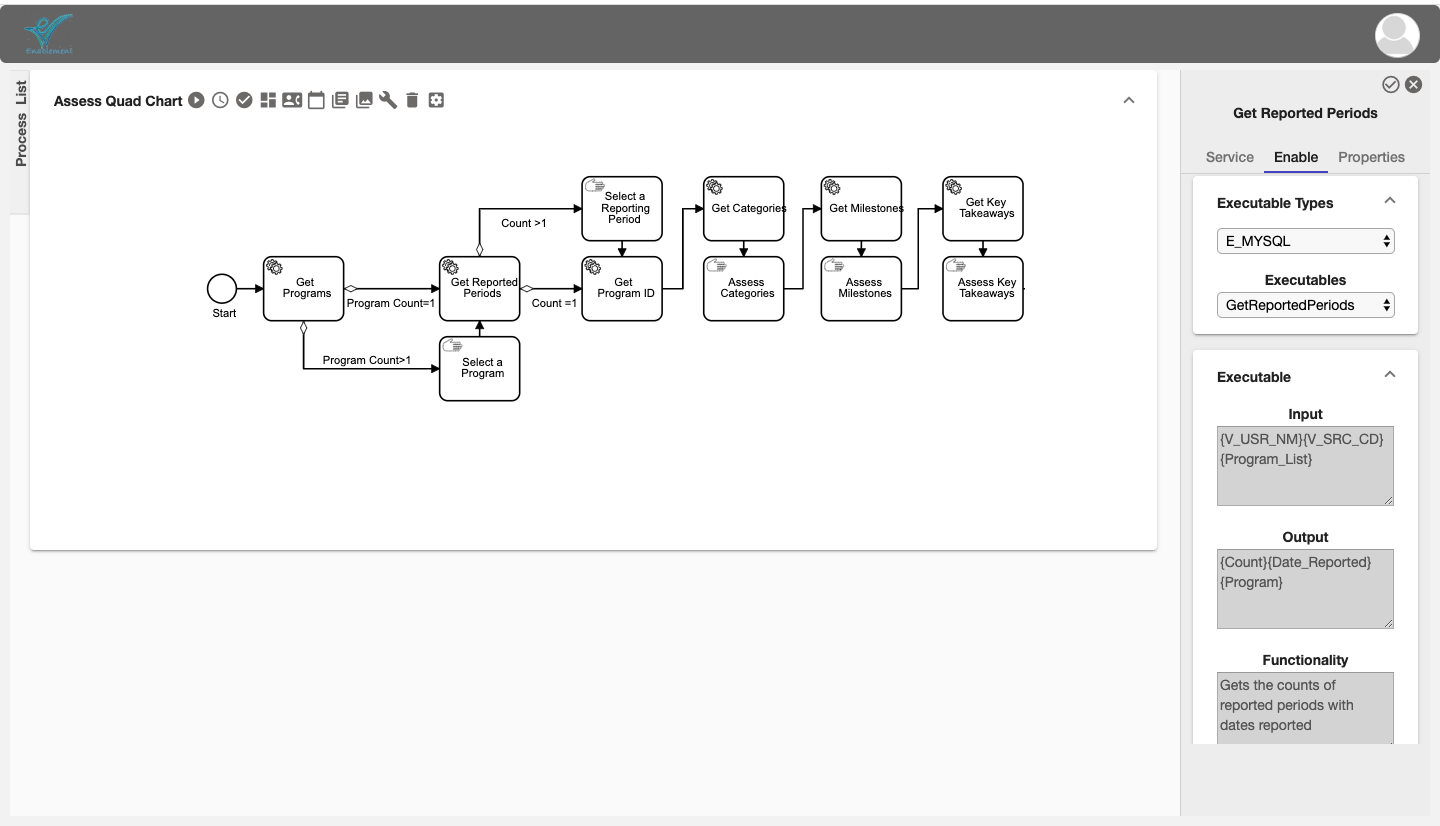 Enablement
Process List
Assess Quad Chart
Start
Get
Programs
Program Count=1
Program Count>1
Select a
Program
Get Reported
Periods
Count >1
Count =1
Select a
Reporting
Period
Get
Program ID
Get Categories
Assess
Categories
Get Milestones
Assess
Milestones
Get Key
Takeaways
Assess Key
Takeaways
Get Reported Periods
Service Enable Properties
Executable Types
E_MYSQL
Executables
GetReportedPeriods
Executable
Input
{V_USR_NM}{V_SRC_CD}
{Program_List}
Output
{Count}{Date_Reported}
{Program}
Functionality
Gets the counts of
reported periods with
dates reported